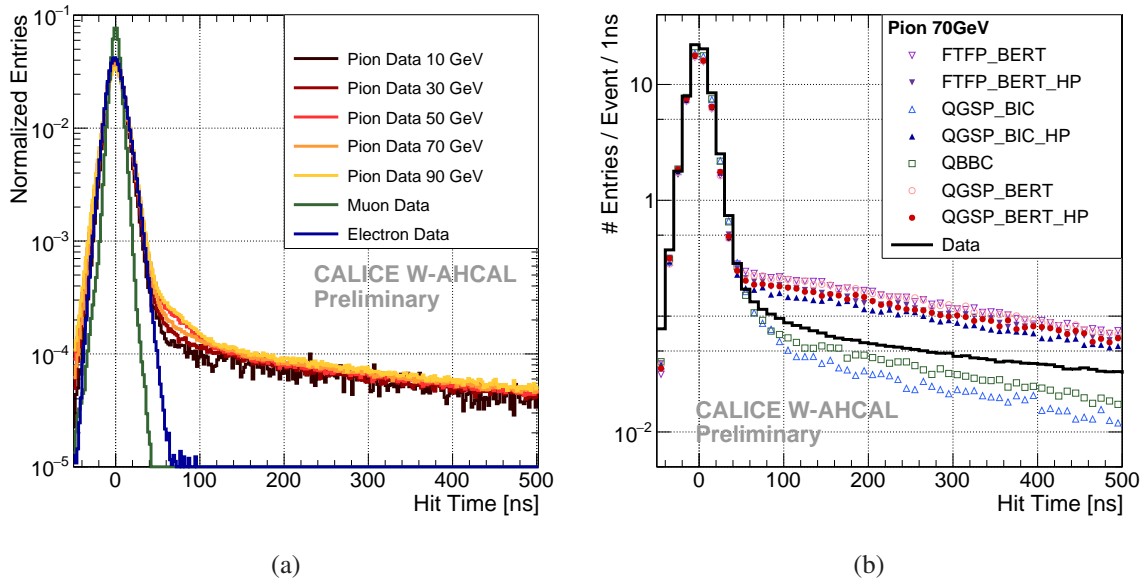 10⁻¹
10⁻²
10⁻³
10⁻⁴
10⁻⁵
Normalized Entries
Pion Data 10 GeV
Pion Data 30 GeV
Pion Data 50 GeV
Pion Data 70 GeV
Pion Data 90 GeV
Muon Data
Electron Data
CALICE W-AHCAL
Preliminary
0 100 200 300 400 500
Hit Time [ns]
(a)
# Entries / Event / 1ns
10
1
10⁻²
Pion 70GeV
FTFP_BERT
FTFP_BERT_HP
QGSP_BIC
QGSP_BIC_HP
QBBC
QGSP_BERT
QGSP_BERT_HP
Data
CALICE W-AHCAL
Preliminary
0 100 200 300 400 500
Hit Time [ns]
(b)